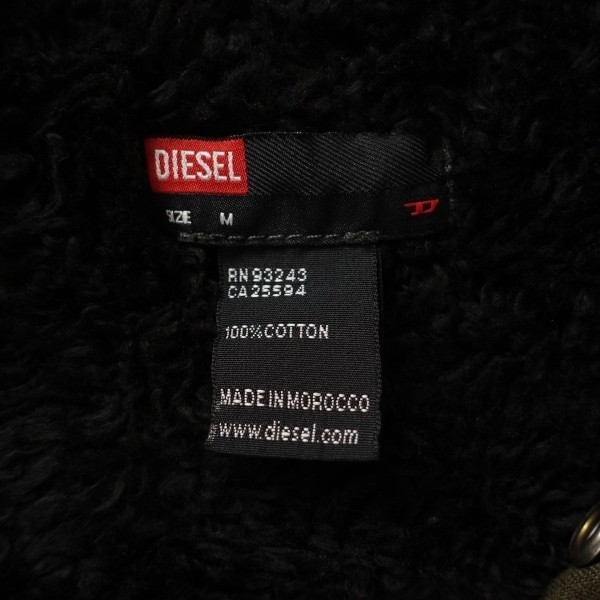 DIESEL
SIZE M
RN93243
CA25594
100%COTTON
MADE IN MOROCCO
www.diesel.com